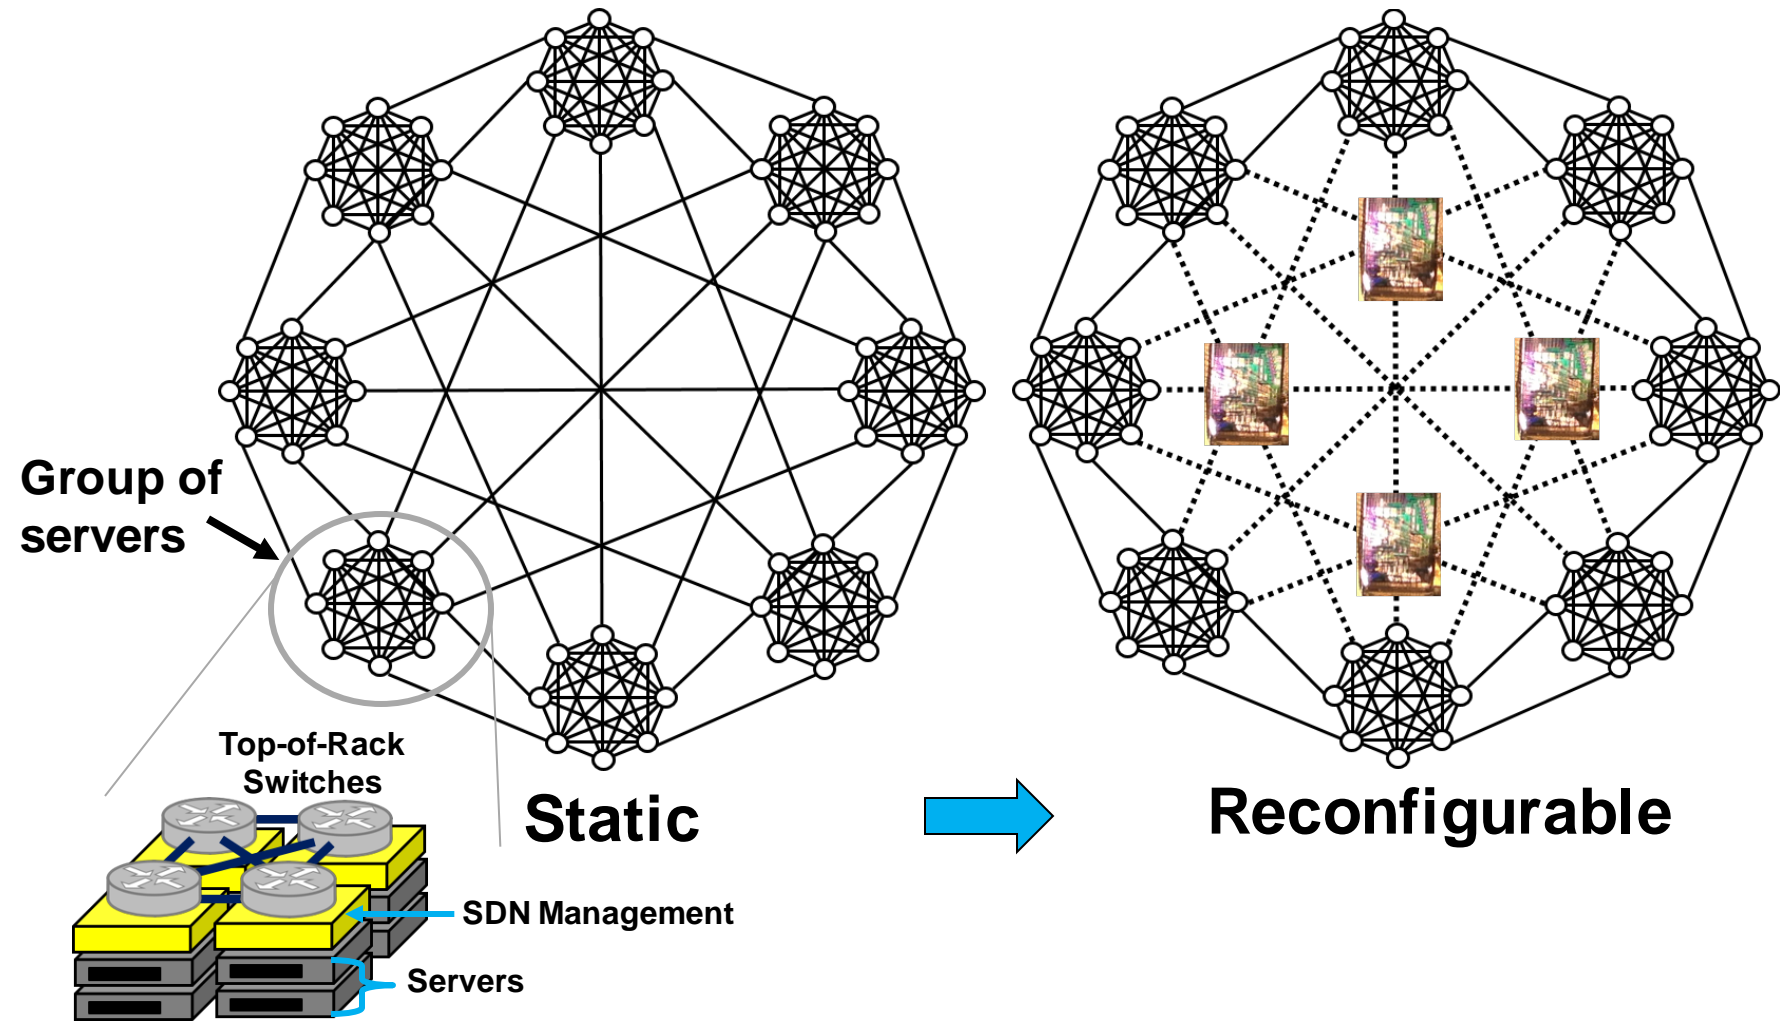 Group of
servers
Top-of-Rack
Switches
Static
Reconfigurable
SDN Management
Servers